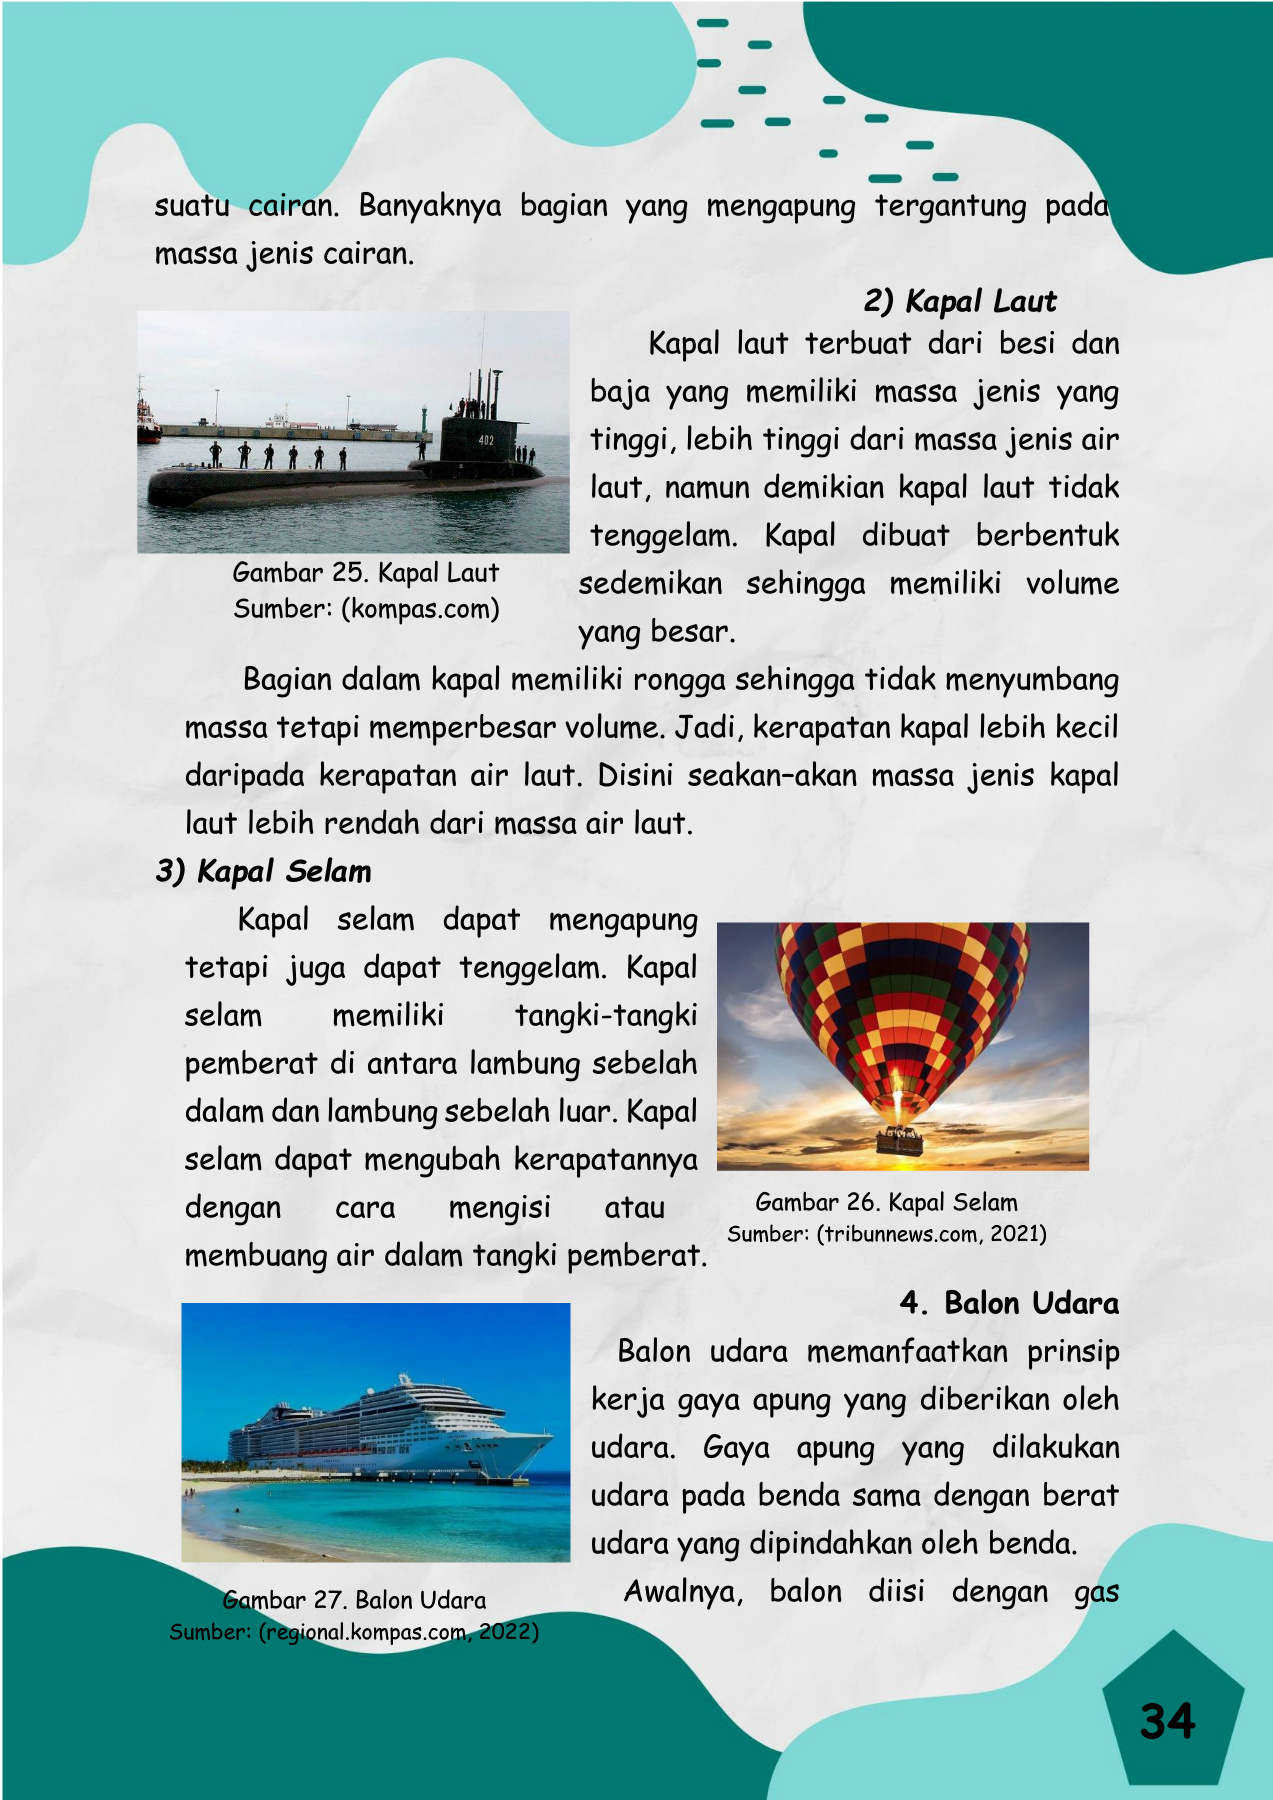 suatu cairan. Banyaknya bagian yang mengapung tergantung pada
massa jenis cairan.
2) Kapal Laut
Kapal laut terbuat dari besi dan
baja yang memiliki massa jenis yang
tinggi, lebih tinggi dari massa jenis air
laut, namun demikian kapal laut tidak
tenggelam. Kapal dibuat berbentuk
sedemikan sehingga memiliki volume
yang besar.
402
Gambar 25. Kapal Laut
Sumber: (kompas.com)
Bagian dalam kapal memiliki rongga sehingga tidak menyumbang
massa tetapi memperbesar volume. Jadi, kerapatan kapal lebih kecil
daripada kerapatan air laut. Disini seakan–akan massa jenis kapal
laut lebih rendah dari massa air laut.
3) Kapal Selam
Kapal selam dapat mengapung
tetapi juga dapat tenggelam. Kapal
selam memiliki tangki-tangki
pemberat di antara lambung sebelah
dalam dan lambung sebelah luar. Kapal
selam dapat mengubah kerapatannya
dengan cara mengisi atau
membuang air dalam tangki pemberat.
Gambar 26. Kapal Selam
Sumber: (tribunnews.com, 2021)
4. Balon Udara
Balon udara memanfaatkan prinsip
kerja gaya apung yang diberikan oleh
udara. Gaya apung yang dilakukan
udara pada benda sama dengan berat
udara yang dipindahkan oleh benda.
Awalnya, balon diisi dengan gas
Gambar 27. Balon Udara
Sumber: (regional.kompas.com, 2022)
34